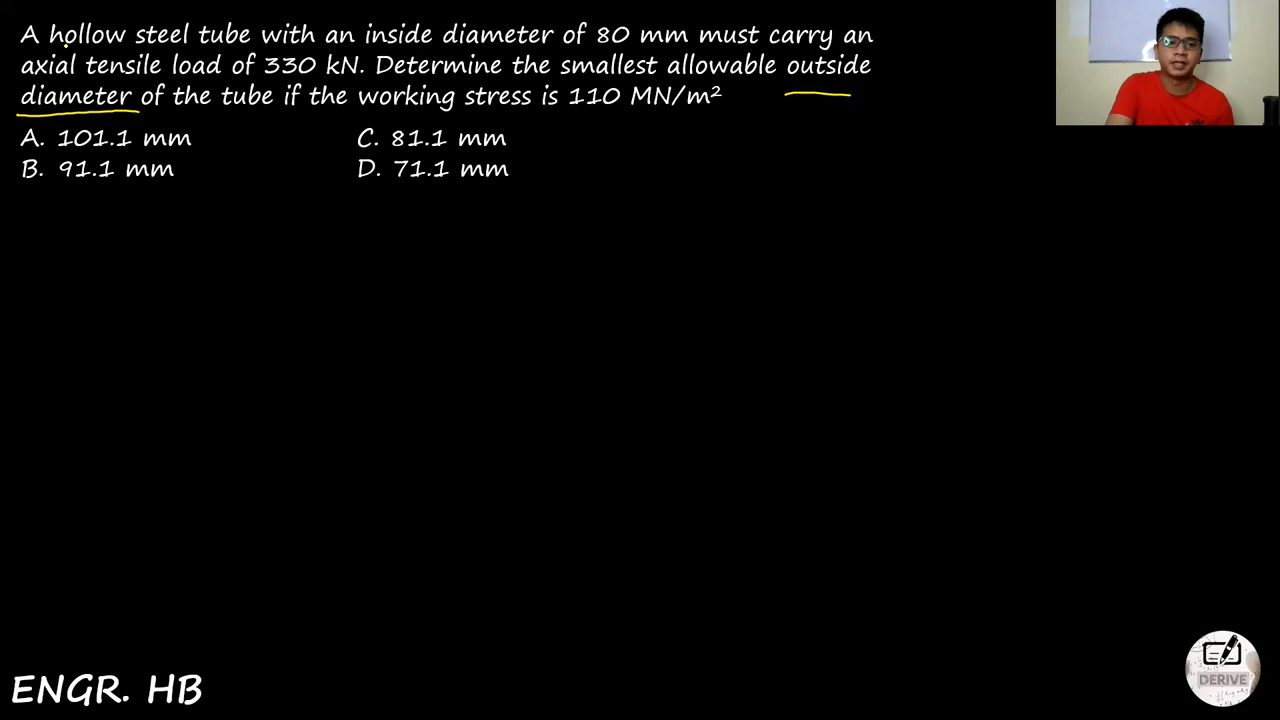 A hollow steel tube with an inside diameter of 80 mm must carry an
axial tensile load of 330 kN. Determine the smallest allowable outside
diameter of the tube if the working stress is 110 MN/m²
A. 101.1 mm
B. 91.1 mm
C. 81.1 mm
D. 71.1 mm
ENGR. HB
DERIVE